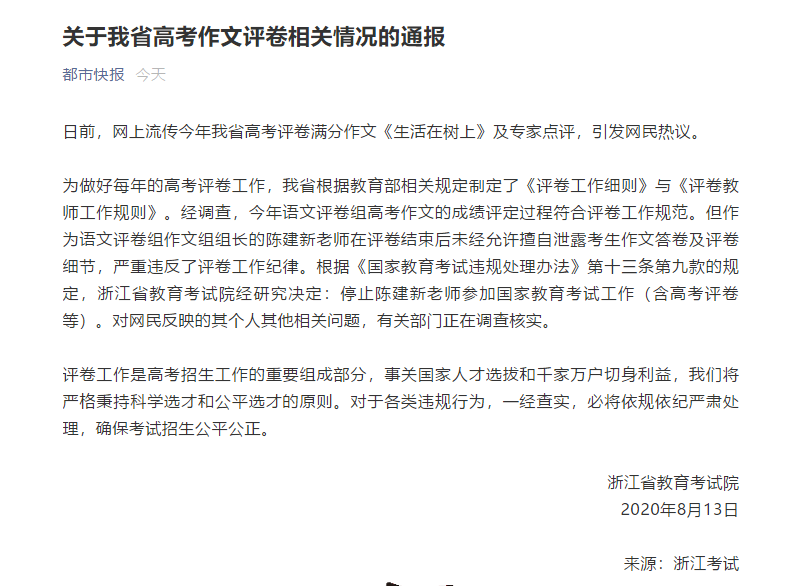 关于我省高考作文评卷相关情况的通报
都市快报 今天
日前，网上流传今年我省高考评卷满分作文《生活在树上》及专家点评，引发网民热议。
为做好每年的高考评卷工作，我省根据教育部相关规定制定了《评卷工作细则》与《评卷教
师工作规则》。经调查，今年语文评卷组高考作文的成绩评定过程符合评卷工作规范。但作
为语文评卷组作文组组长的陈建新老师在评卷结束后未经允许擅自泄露考生作文答卷及评卷
细节，严重违反了评卷工作纪律。根据《国家教育考试违规处理办法》第十三条第九款的规
定，浙江省教育考试院经研究决定：停止陈建新老师参加国家教育考试工作（含高考评卷
等）。对网民反映的其个人其他相关问题，有关部门正在调查核实。
评卷工作是高考招生工作的重要组成部分，事关国家人才选拔和千家万户切身利益，我们将
严格秉持科学选才和公平选才的原则。对于各类违规行为，一经查实，必将依规依纪严肃处
理，确保考试招生公平公正。
浙江省教育考试院
2020年8月13日
来源：浙江考试